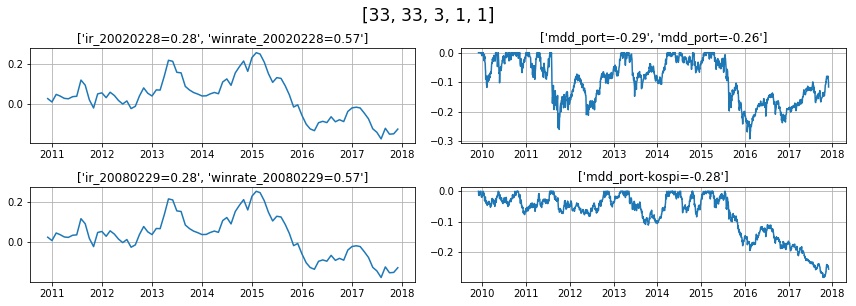 [33, 33, 3, 1, 1]
['ir_20020228=0.28', 'winrate_20020228=0.57']
0.2
0.0
2011 2012 2013 2014 2015 2016 2017 2018
['mdd_port=-0.29', 'mdd_port=-0.26']
0.0
−0.1
−0.2
−0.3
2010 2011 2012 2013 2014 2015 2016 2017 2018
['ir_20080229=0.28', 'winrate_20080229=0.57']
0.2
0.0
2011 2012 2013 2014 2015 2016 2017 2018
['mdd_port-kospi=-0.28']
0.0
−0.1
−0.2
2010 2011 2012 2013 2014 2015 2016 2017 2018